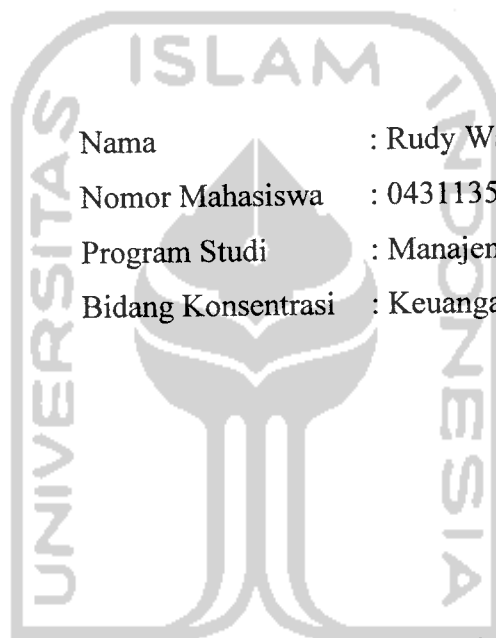 ISLAM
UNIVERSITAS
INDONESIA
Nama : Rudy W
Nomor Mahasiswa : 0431135
Program Studi : Manajem
Bidang Konsentrasi : Keuanga